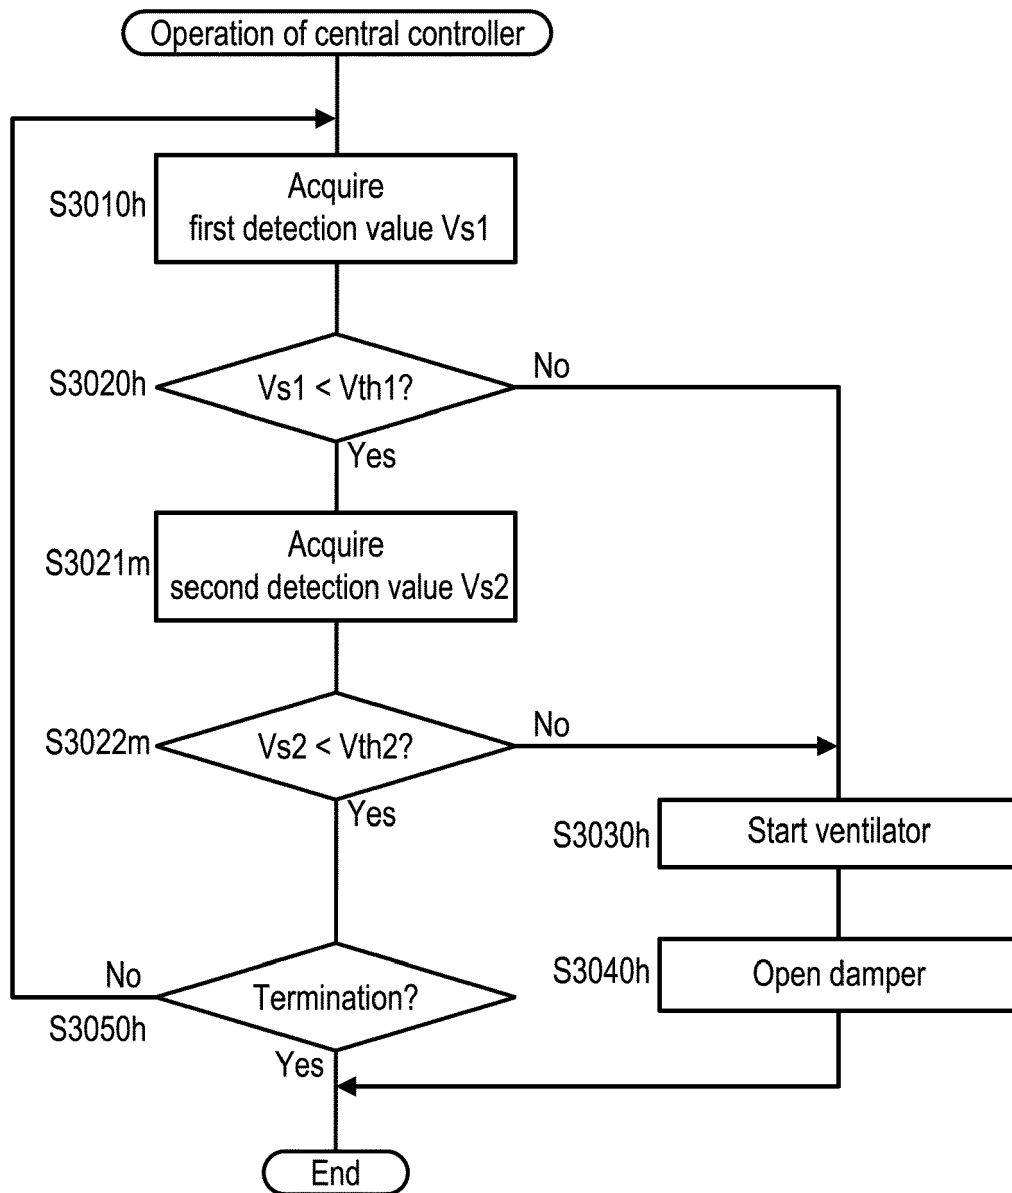 Operation of central controller
S3010h
Acquire
first detection value Vs1
S3020h
Vs1 < Vth1?
No
Yes
S3021m
Acquire
second detection value Vs2
S3022m
Vs2 < Vth2?
No
Yes
S3030h
Start ventilator
S3040h
Open damper
No
Termination?
S3050h
Yes
End